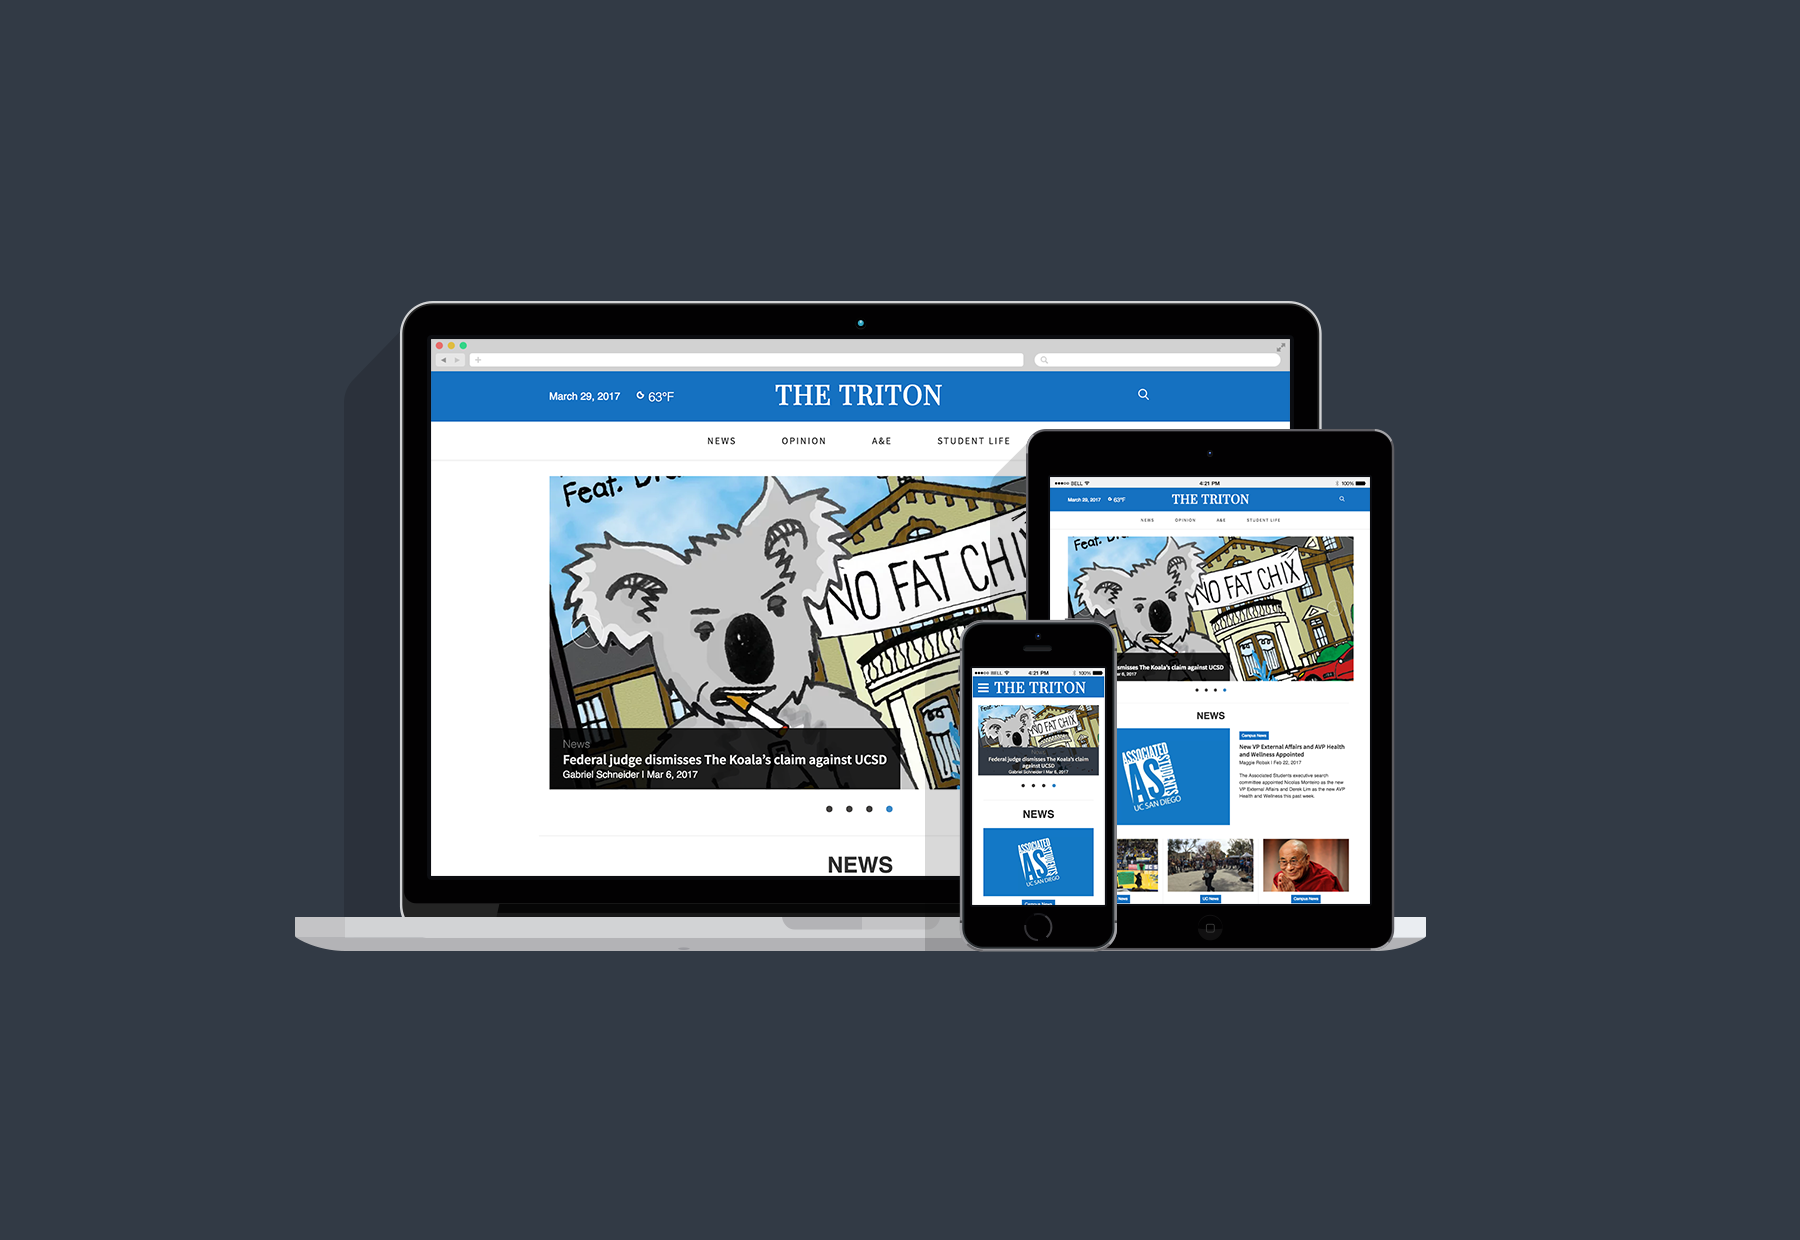 March 29, 2017
63°F
THE TRITON
NEWS
OPINION
A&E
STUDENT LIFE
Feat.
NO FAT CHIX
News
Federal judge dismisses The Koala's claim against UCSD
Gabriel Schneider | Mar 6, 2017
NEWS
BELL
4:21 PM
100%
March 29, 2017
63°F
THE TRITON
NEWS
OPINION
A&E
STUDENT LIFE
Feat.
NO FAT CHIX
smisses The Koala's claim against UCSD
ar 6, 2017
NEWS
ASSOCIATED
STUDENTS
AS
UC SAN DIEGO
Campus News
New VP External Affairs and AVP Health
and Wellness Appointed
Maggie Robak | Feb 22, 2017
The Associated Students executive search
committee appointed Nicolas Monteiro as the new
VP External Affairs and Derek Lim as the new AVP
Health and Wellness this past week.
News
UC News
Campus News
BELL
4:21 PM
100%
THE TRITON
NO FAT CHIX
News
Federal judge dismisses The Koala's claim
against UCSD
Gabriel Schneider | Mar 6, 2017
NEWS
ASSOCIATED
STUDENTS
AS
UC SAN DIEGO
Campus News